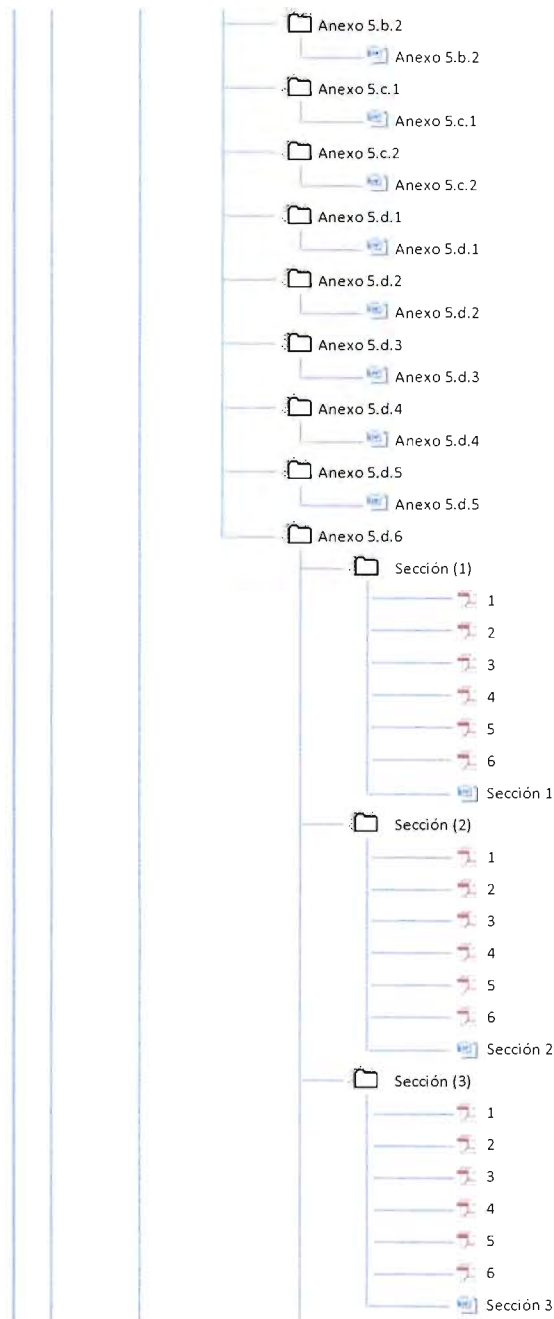 Anexo 5.b.2
Anexo 5.b.2
Anexo 5.c.1
Anexo 5.c.1
Anexo 5.c.2
Anexo 5.c.2
Anexo 5.d.1
Anexo 5.d.1
Anexo 5.d.2
Anexo 5.d.2
Anexo 5.d.3
Anexo 5.d.3
Anexo 5.d.4
Anexo 5.d.4
Anexo 5.d.5
Anexo 5.d.5
Anexo 5.d.6
Sección (1)
1
2
3
4
5
6
Sección 1
Sección (2)
1
2
3
4
5
6
Sección 2
Sección (3)
1
2
3
4
5
6
Sección 3